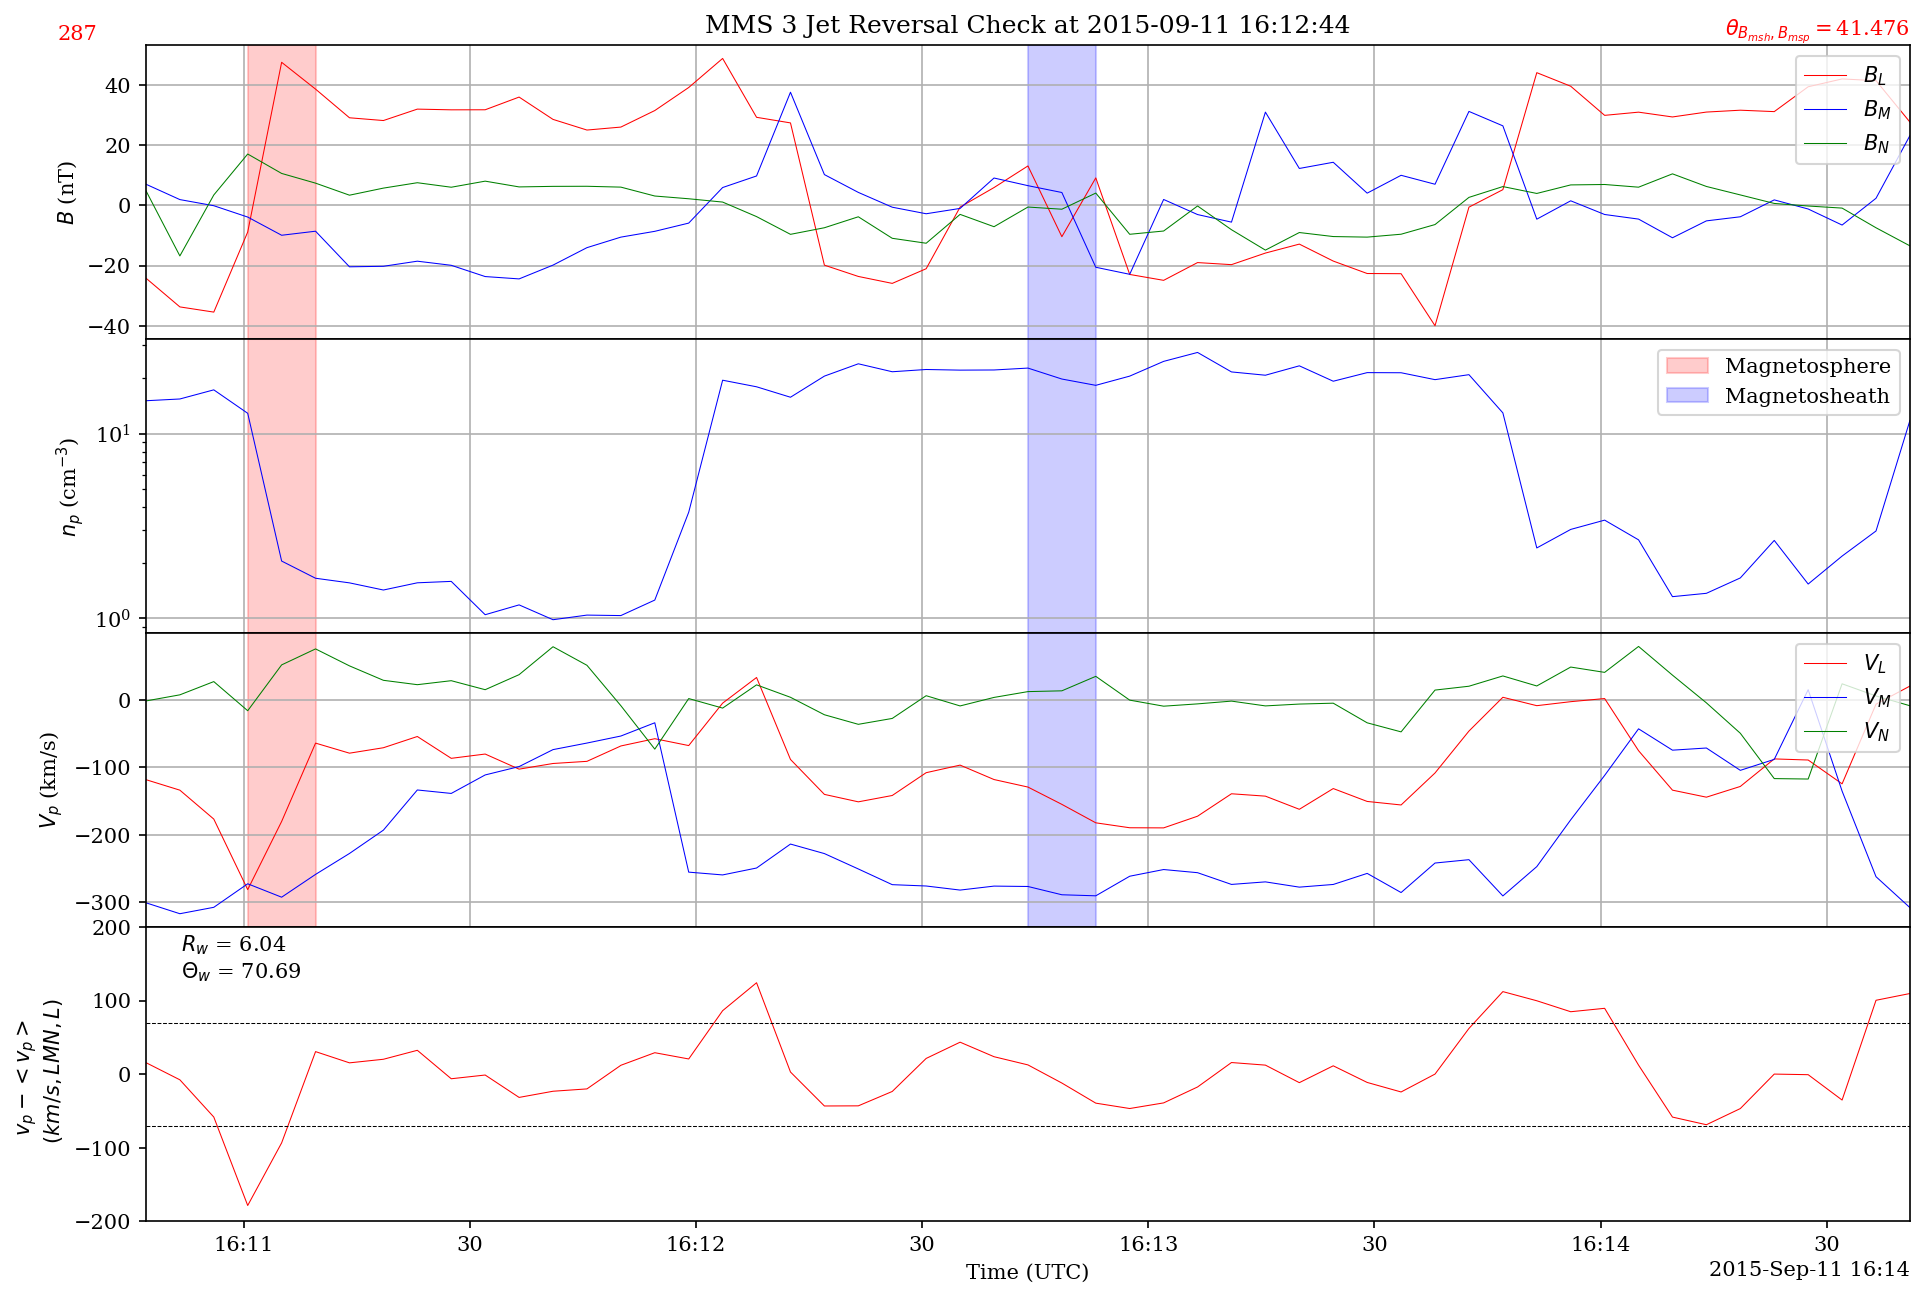 287
MMS 3 Jet Reversal Check at 2015-09-11 16:12:44
θ_{B_{msh}, B_{msp}} = 41.476
B (nT)
40
20
0
−20
−40
B_L
B_M
B_N
n_p (cm^{−3})
10^1
10^0
Magnetosphere
Magnetosheath
V_p (km/s)
0
−100
−200
−300
V_L
V_M
V_N
v_p − < v_p >
(km/s, LMN, L)
200
100
0
−100
−200
R_w = 6.04
Θ_w = 70.69
16:11 30 16:12 30 16:13 30 16:14 30
Time (UTC)
2015-Sep-11 16:14